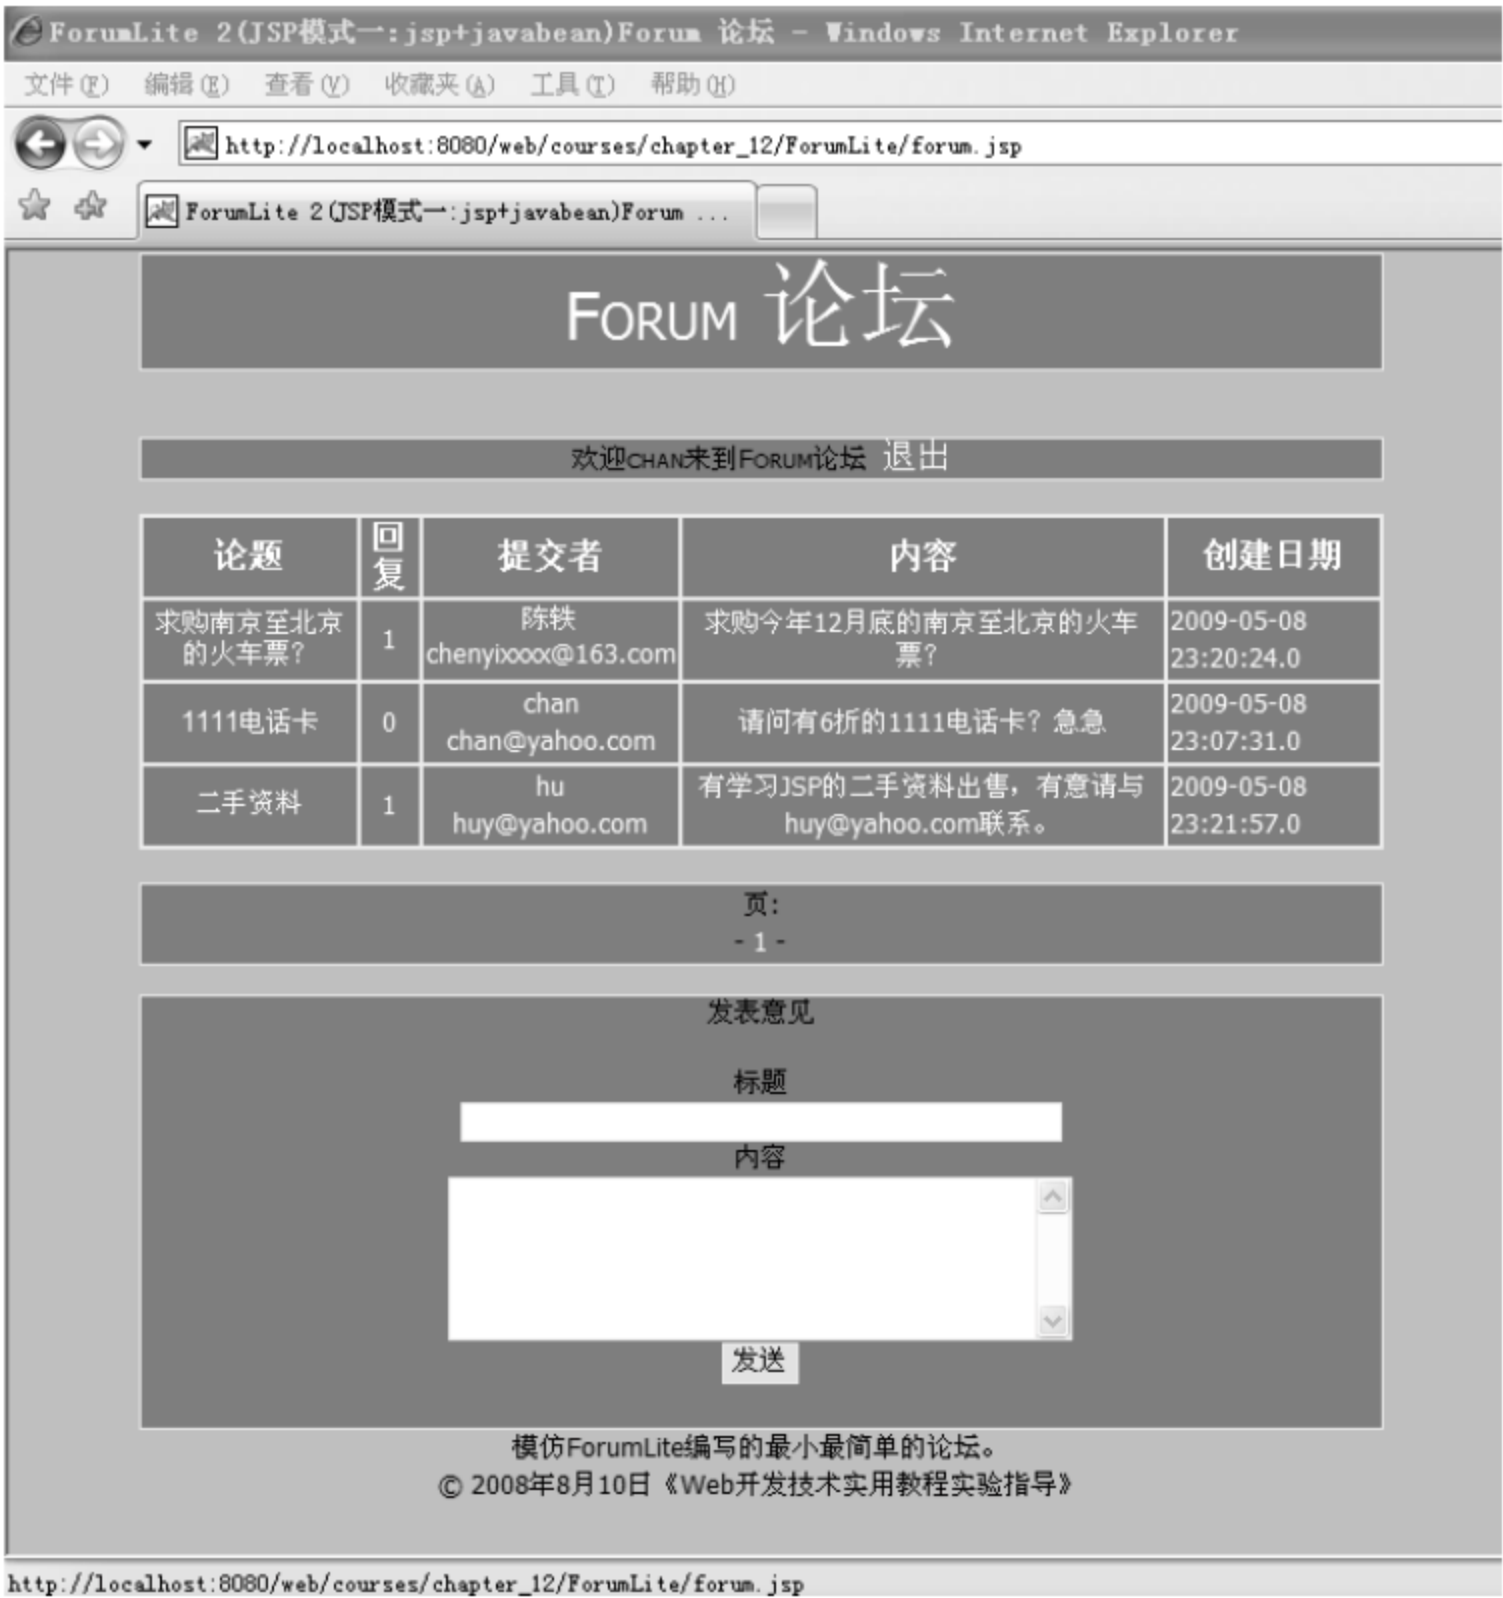 ForumLite 2(JSP模式一:jsp+javabean)Forum 论坛 - Windows Internet Explorer
文件(F) 编辑(E) 查看(V) 收藏夹(A) 工具(T) 帮助(H)
http://localhost:8080/web/courses/chapter_12/ForumLite/forum.jsp
ForumLite 2(JSP模式一:jsp+javabean)Forum ...
FORUM 论坛
欢迎CHAN来到FORUM论坛 退出
论题 回复 提交者 内容 创建日期
求购南京至北京的火车票? 1 陈轶 chenyixxxx@163.com 求购今年12月底的南京至北京的火车票? 2009-05-08 23:20:24.0
1111电话卡 0 chan chan@yahoo.com 请问有6折的1111电话卡?急急 2009-05-08 23:07:31.0
二手资料 1 hu huy@yahoo.com 有学习JSP的二手资料出售,有意请与huy@yahoo.com联系。 2009-05-08 23:21:57.0
页:
- 1 -
发表意见
标题
内容
发送
模仿ForumLite编写的最小最简单的论坛。
© 2008年8月10日《Web开发技术实用教程实验指导》
http://localhost:8080/web/courses/chapter_12/ForumLite/forum.jsp